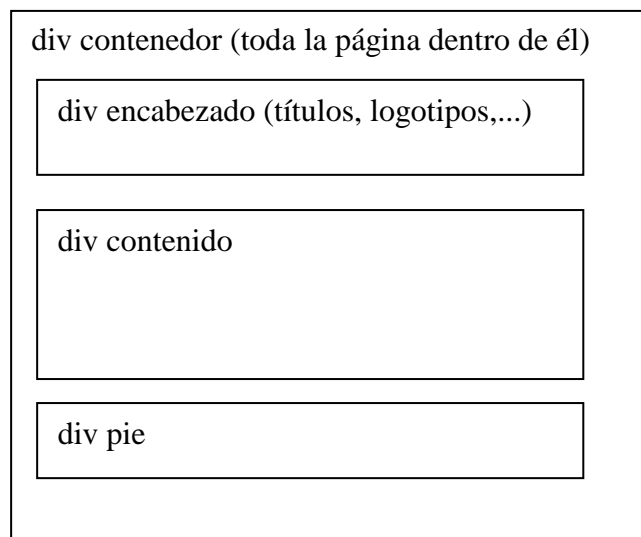 div contenedor (toda la página dentro de él)
div encabezado (títulos, logotipos,...)
div contenido
div pie